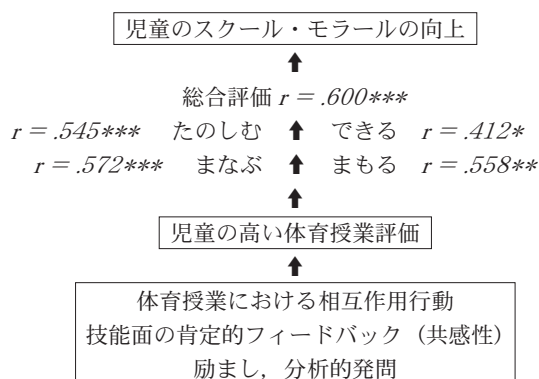 児童のスクール・モラールの向上
総合評価 r = .600***
r = .545*** たのしむ できる r = .412*
r = .572*** まなぶ まもる r = .558**
児童の高い体育授業評価
体育授業における相互作用行動
技能面の肯定的フィードバック（共感性）
励まし，分析的発問